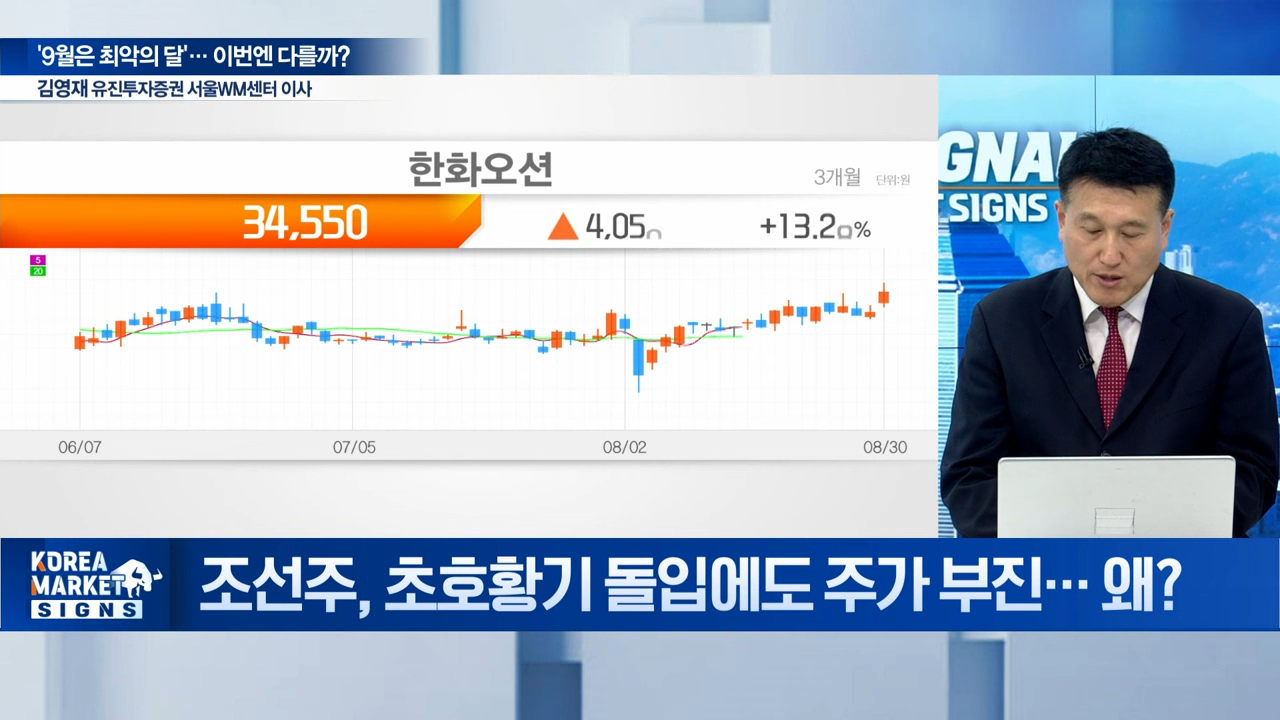 '9월은 최악의 달'… 이번엔 다를까?
김영재 유진투자증권 서울WM센터 이사
한화오션
3개월 단위:원
34,550
▲ 4,05
+13.2 %
5
20
06/07 07/05 08/02 08/30
GNAL
SIGNS
KOREA
MARKET
SIGNS
조선주, 초호황기 돌입에도 주가 부진… 왜?